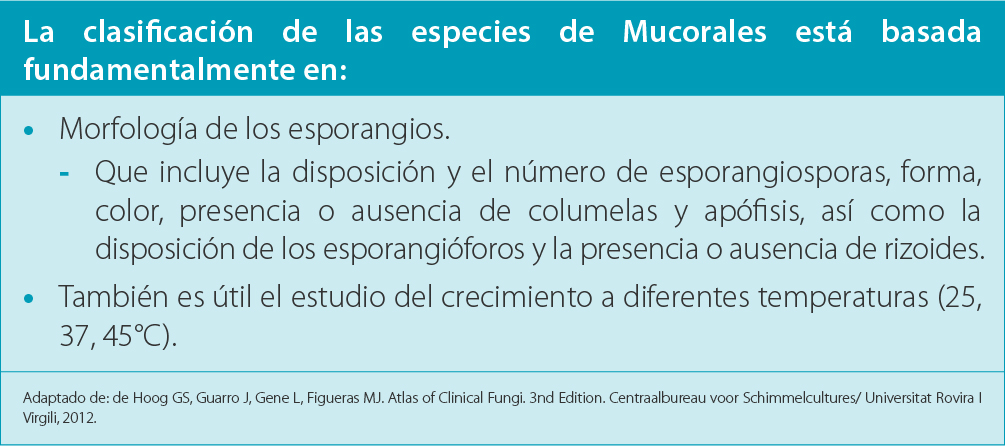 La clasificación de las especies de Mucorales está basada
fundamentalmente en:
• Morfología de los esporangios.
- Que incluye la disposición y el número de esporangiosporas, forma,
color, presencia o ausencia de columelas y apófisis, así como la
disposición de los esporangióforos y la presencia o ausencia de rizoides.
• También es útil el estudio del crecimiento a diferentes temperaturas (25,
37, 45°C).
Adaptado de: de Hoog GS, Guarro J, Gene L, Figueras MJ. Atlas of Clinical Fungi. 3nd Edition. Centraalbureau voor Schimmelcultures/ Universitat Rovira I
Virgili, 2012.